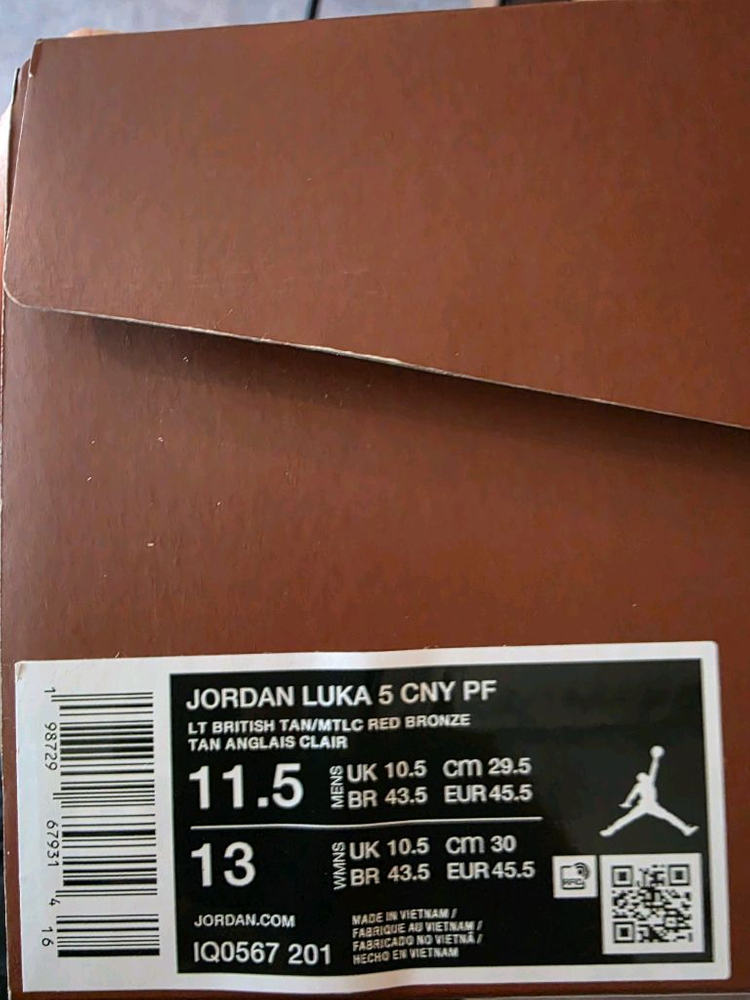 JORDAN LUKA 5 CNY PF
LT BRITISH TAN/MTLC RED BRONZE
TAN ANGLAIS CLAIR
11.5 MENS UK 10.5 cm 29.5
BR 43.5 EUR 45.5
13 WMNS UK 10.5 cm 30
BR 43.5 EUR 45.5
JORDAN.COM
IQ0567 201
MADE IN VIETNAM /
FABRIQUE AU VIETNAM /
FABRICADO NO VIETNÃ /
HECHO EN VIETNAM
RFID
1 98729 67931 4 16